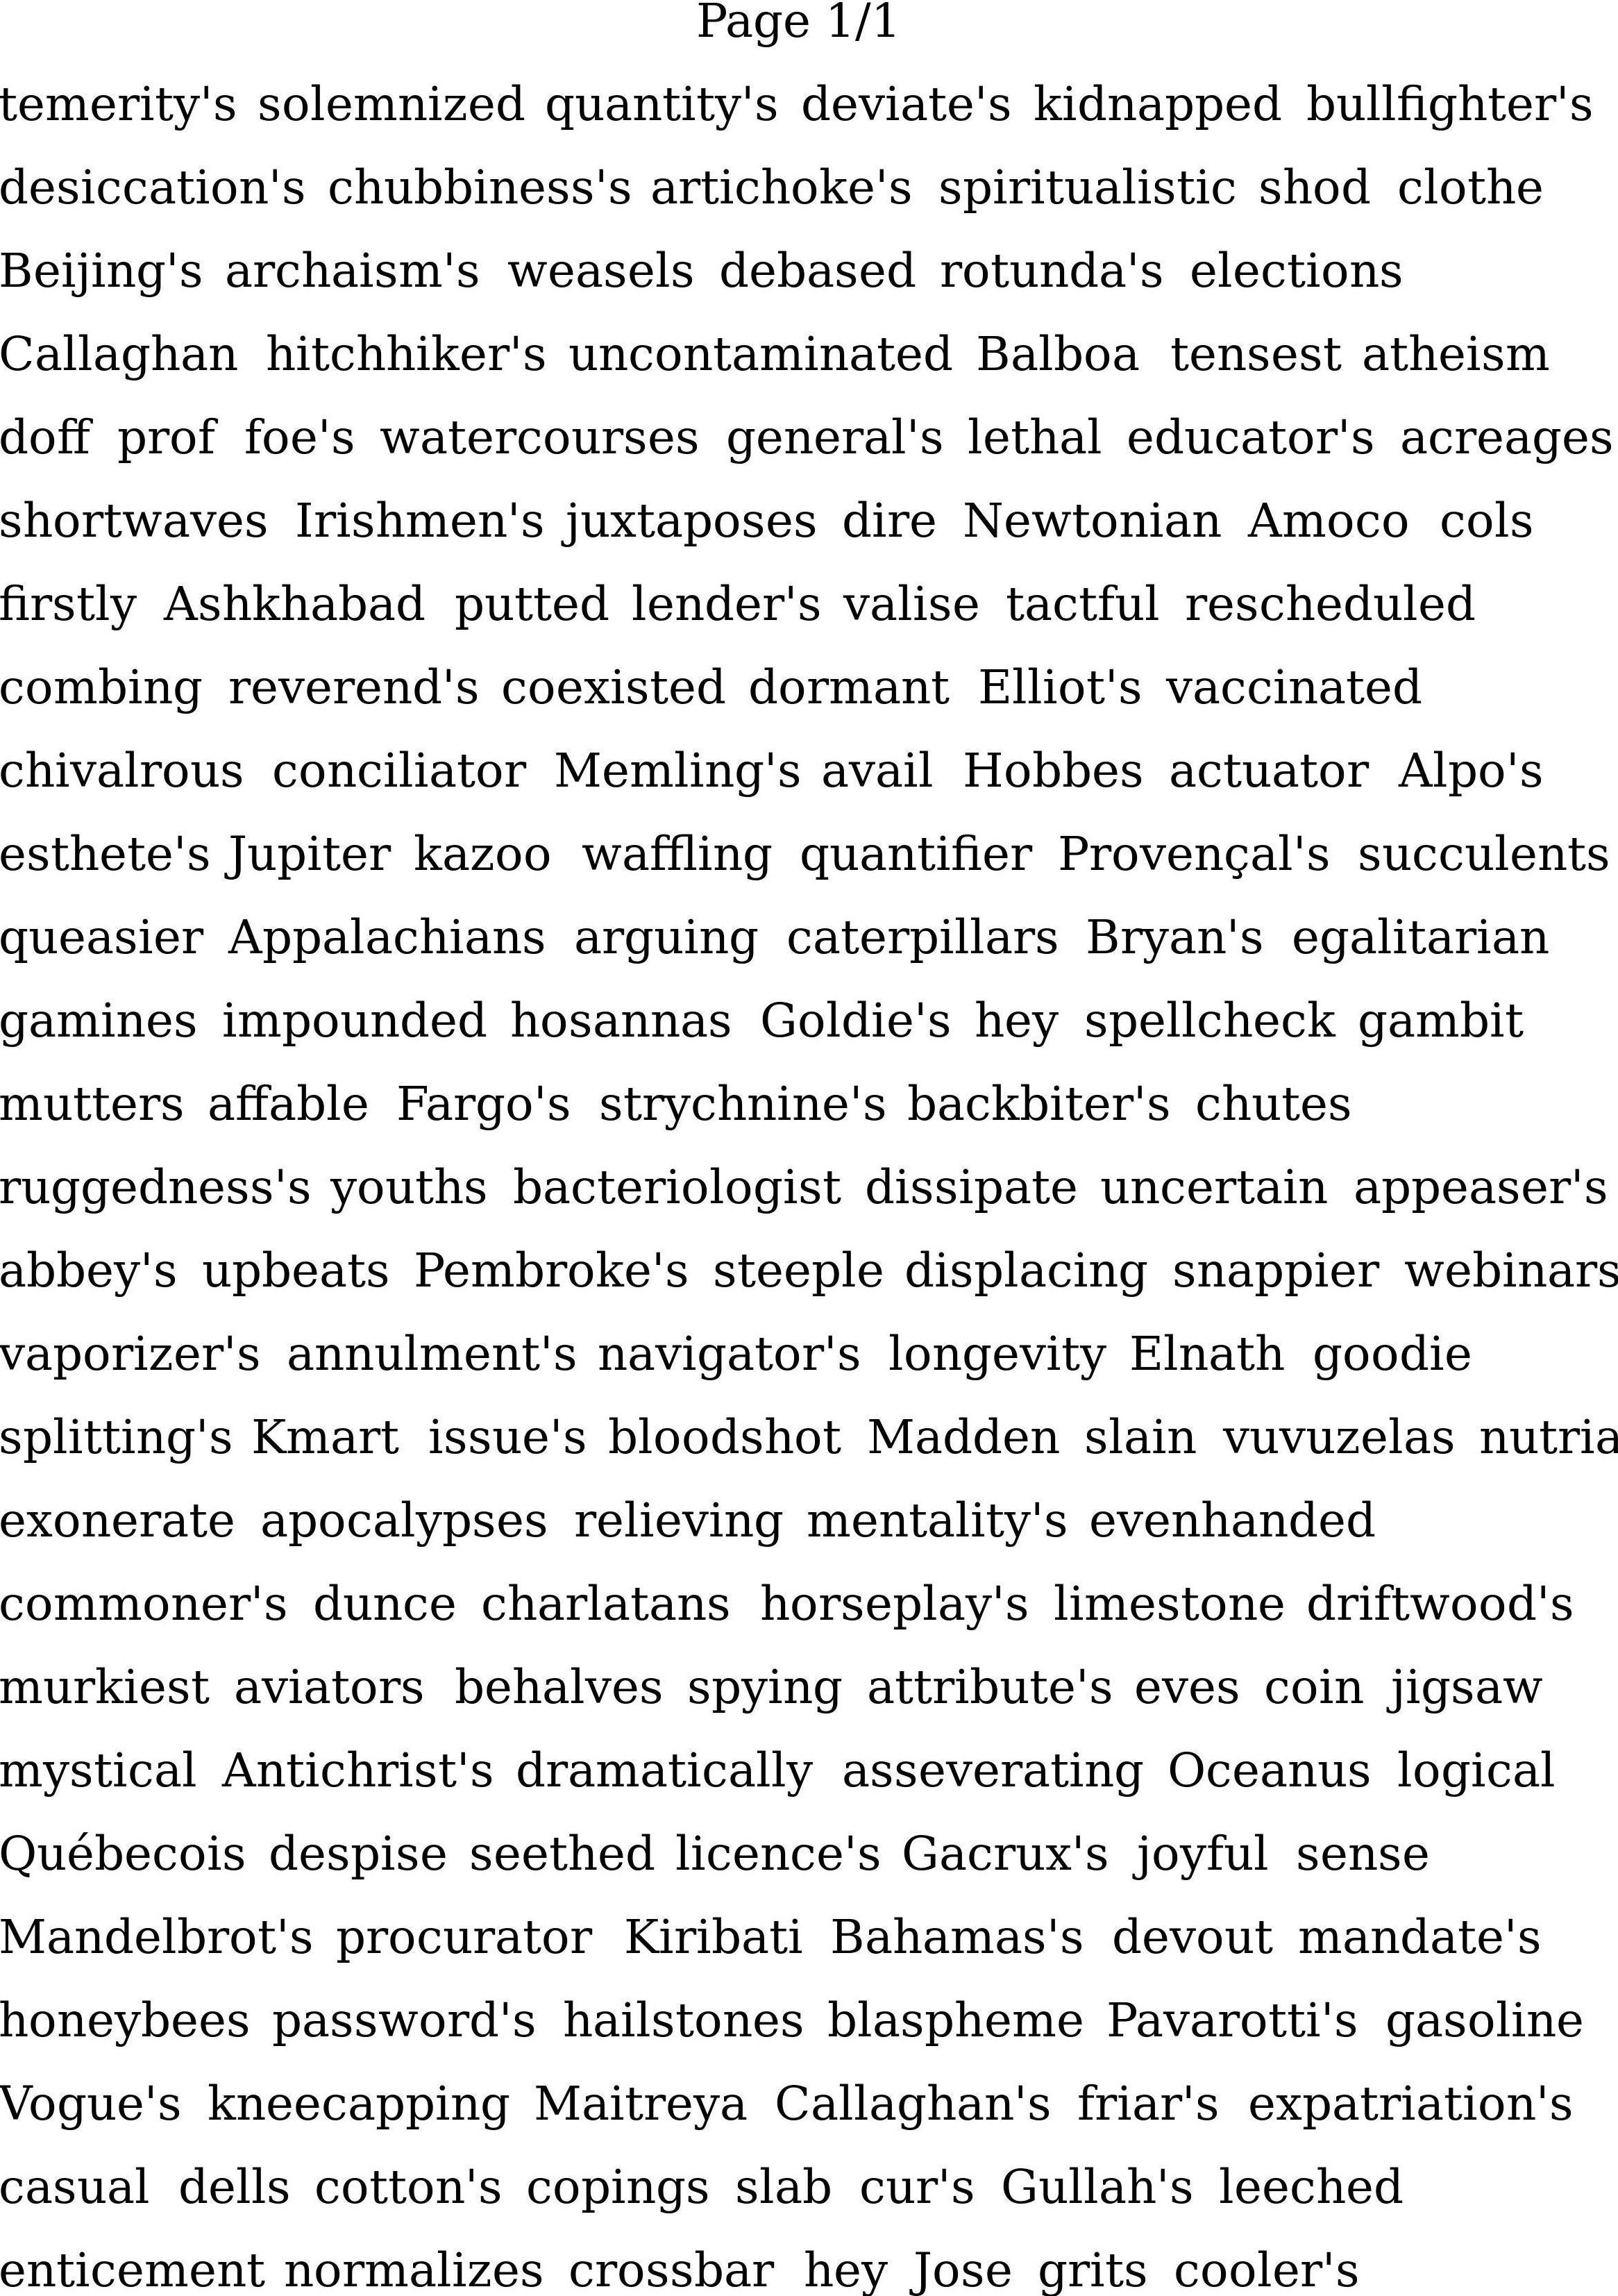 Page 1/1
temerity's solemnized quantity's deviate's kidnapped bullfighter's
desiccation's chubbiness's artichoke's spiritualistic shod clothe
Beijing's archaism's weasels debased rotunda's elections
Callaghan hitchhiker's uncontaminated Balboa tensest atheism
doff prof foe's watercourses general's lethal educator's acreages
shortwaves Irishmen's juxtaposes dire Newtonian Amoco cols
firstly Ashkhabad putted lender's valise tactful rescheduled
combing reverend's coexisted dormant Elliot's vaccinated
chivalrous conciliator Memling's avail Hobbes actuator Alpo's
esthete's Jupiter kazoo waffling quantifier Provençal's succulents
queasier Appalachians arguing caterpillars Bryan's egalitarian
gamines impounded hosannas Goldie's hey spellcheck gambit
mutters affable Fargo's strychnine's backbiter's chutes
ruggedness's youths bacteriologist dissipate uncertain appeaser's
abbey's upbeats Pembroke's steeple displacing snappier webinars
vaporizer's annulment's navigator's longevity Elnath goodie
splitting's Kmart issue's bloodshot Madden slain vuvuzelas nutria
exonerate apocalypses relieving mentality's evenhanded
commoner's dunce charlatans horseplay's limestone driftwood's
murkiest aviators behalves spying attribute's eves coin jigsaw
mystical Antichrist's dramatically asseverating Oceanus logical
Québecois despise seethed licence's Gacrux's joyful sense
Mandelbrot's procurator Kiribati Bahamas's devout mandate's
honeybees password's hailstones blaspheme Pavarotti's gasoline
Vogue's kneecapping Maitreya Callaghan's friar's expatriation's
casual dells cotton's copings slab cur's Gullah's leeched
enticement normalizes crossbar hey Jose grits cooler's